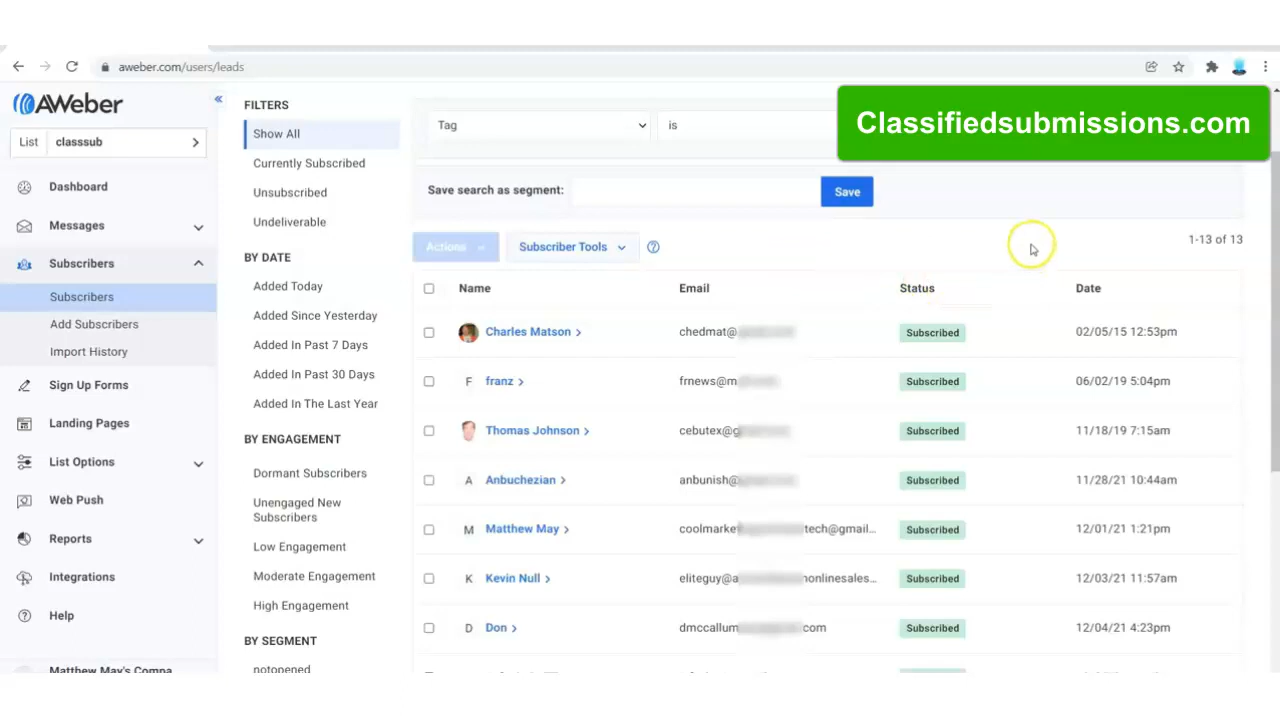 aweber.com/users/leads
AWeber
List classsub
Dashboard
Messages
Subscribers
Subscribers
Add Subscribers
Import History
Sign Up Forms
Landing Pages
List Options
Web Push
Reports
Integrations
Help
Matthew May's Compa
FILTERS
Show All
Currently Subscribed
Unsubscribed
Undeliverable
BY DATE
Added Today
Added Since Yesterday
Added In Past 7 Days
Added In Past 30 Days
Added In The Last Year
BY ENGAGEMENT
Dormant Subscribers
Unengaged New
Subscribers
Low Engagement
Moderate Engagement
High Engagement
BY SEGMENT
notopened
Tag is
Classifiedsubmissions.com
Save search as segment: Save
Actions Subscriber Tools
1-13 of 13
Name Email Status Date
Charles Matson chedmat@ Subscribed 02/05/15 12:53pm
F franz frnews@m Subscribed 06/02/19 5:04pm
Thomas Johnson cebutex@g Subscribed 11/18/19 7:15am
A Anbuchezian anbunish@ Subscribed 11/28/21 10:44am
M Matthew May coolmarke tech@gmail... Subscribed 12/01/21 1:21pm
K Kevin Null eliteguy@a nonlinesales... Subscribed 12/03/21 11:57am
D Don dmccallum com Subscribed 12/04/21 4:23pm